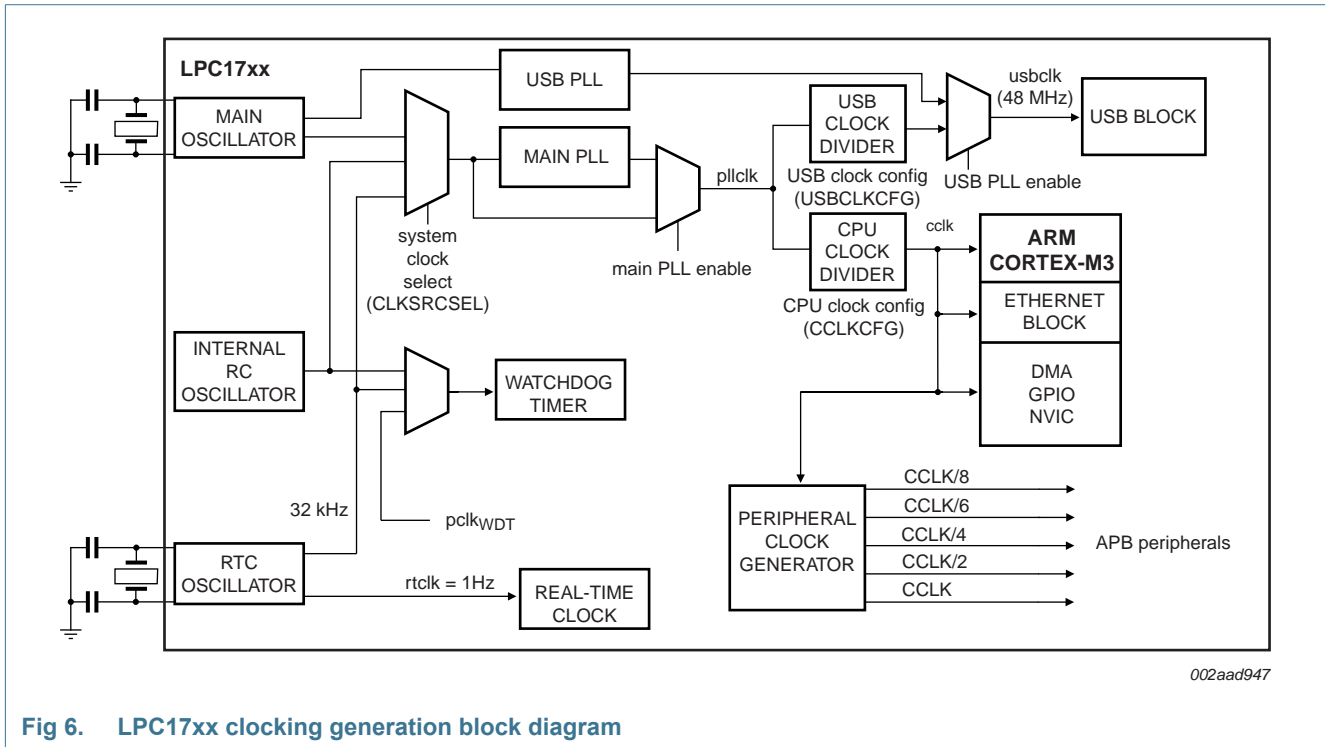 LPC17xx
MAIN
OSCILLATOR
USB PLL
MAIN PLL
system
clock
select
(CLKSRCSEL)
main PLL enable
pllclk
USB
CLOCK
DIVIDER
USB clock config
(USBCLKCFG)
usbclk
(48 MHz)
USB BLOCK
USB PLL enable
CPU
CLOCK
DIVIDER
CPU clock config
(CCLKCFG)
cclk
ARM
CORTEX-M3
ETHERNET
BLOCK
DMA
GPIO
NVIC
INTERNAL
RC
OSCILLATOR
WATCHDOG
TIMER
32 kHz
pclkWDT
RTC
OSCILLATOR
rtclk = 1Hz
REAL-TIME
CLOCK
PERIPHERAL
CLOCK
GENERATOR
CCLK/8
CCLK/6
CCLK/4
CCLK/2
CCLK
APB peripherals
002aad947
Fig 6. LPC17xx clocking generation block diagram